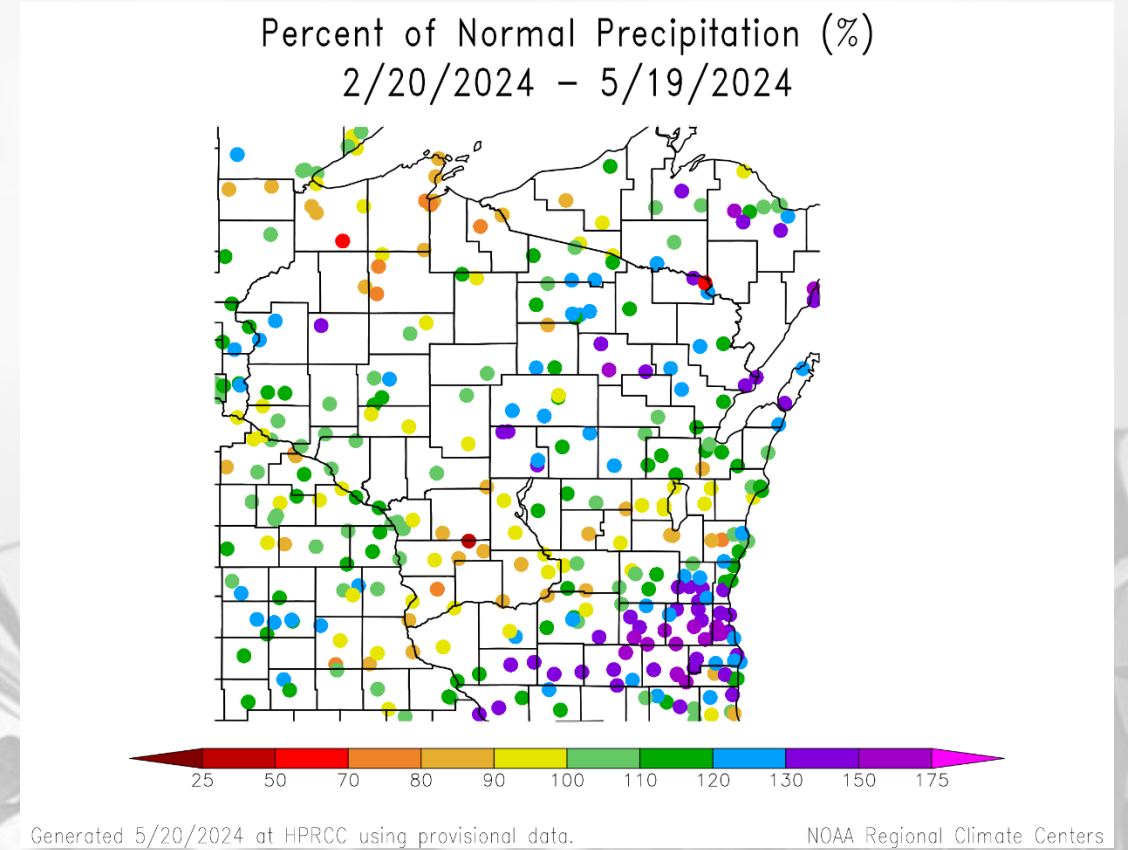 Percent of Normal Precipitation (%)
2/20/2024 – 5/19/2024
25 50 70 80 90 100 110 120 130 150 175
Generated 5/20/2024 at HPRCC using provisional data.
NOAA Regional Climate Centers